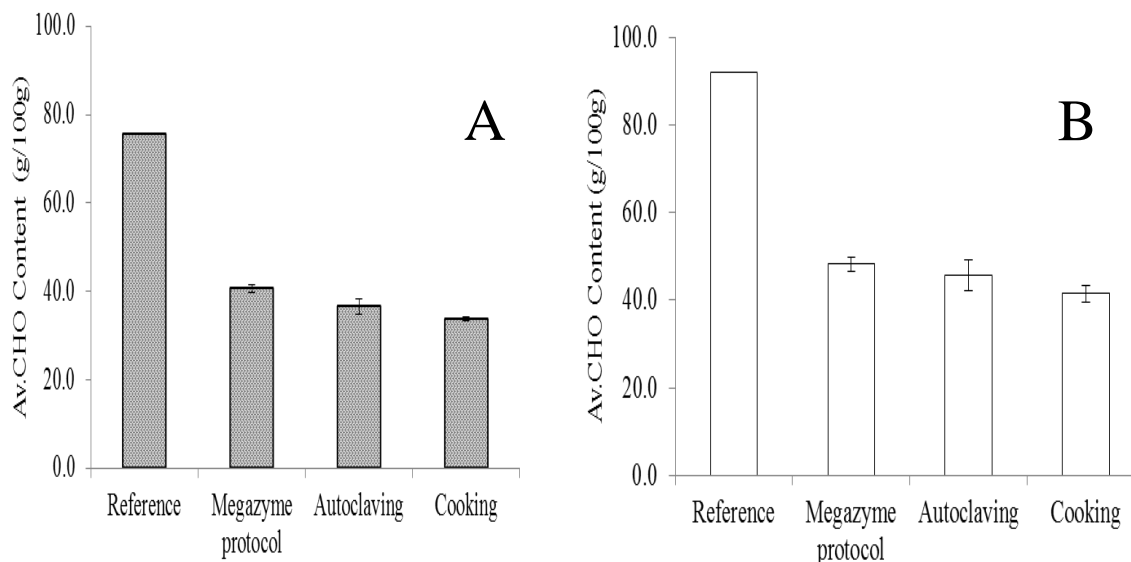 A
Av.CHO Content (g/100g)
100.0
80.0
60.0
40.0
20.0
0.0
Reference
Megazyme
protocol
Autoclaving
Cooking
B
Av.CHO Content (g/100g)
100.0
80.0
60.0
40.0
20.0
0.0
Reference
Megazyme
protocol
Autoclaving
Cooking